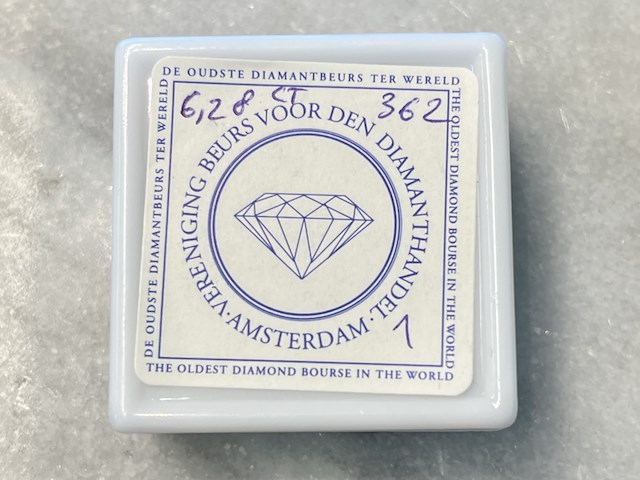 DE OUDSTE DIAMANTBEURS TER WERELD
6,28 CT 362
VERENIGING BEURS VOOR DEN DIAMANTHANDEL · AMSTERDAM ·
1
DE OUDSTE DIAMANTBEURS TER WERELD
THE OLDEST DIAMOND BOURSE IN THE WORLD
THE OLDEST DIAMOND BOURSE IN THE WORLD